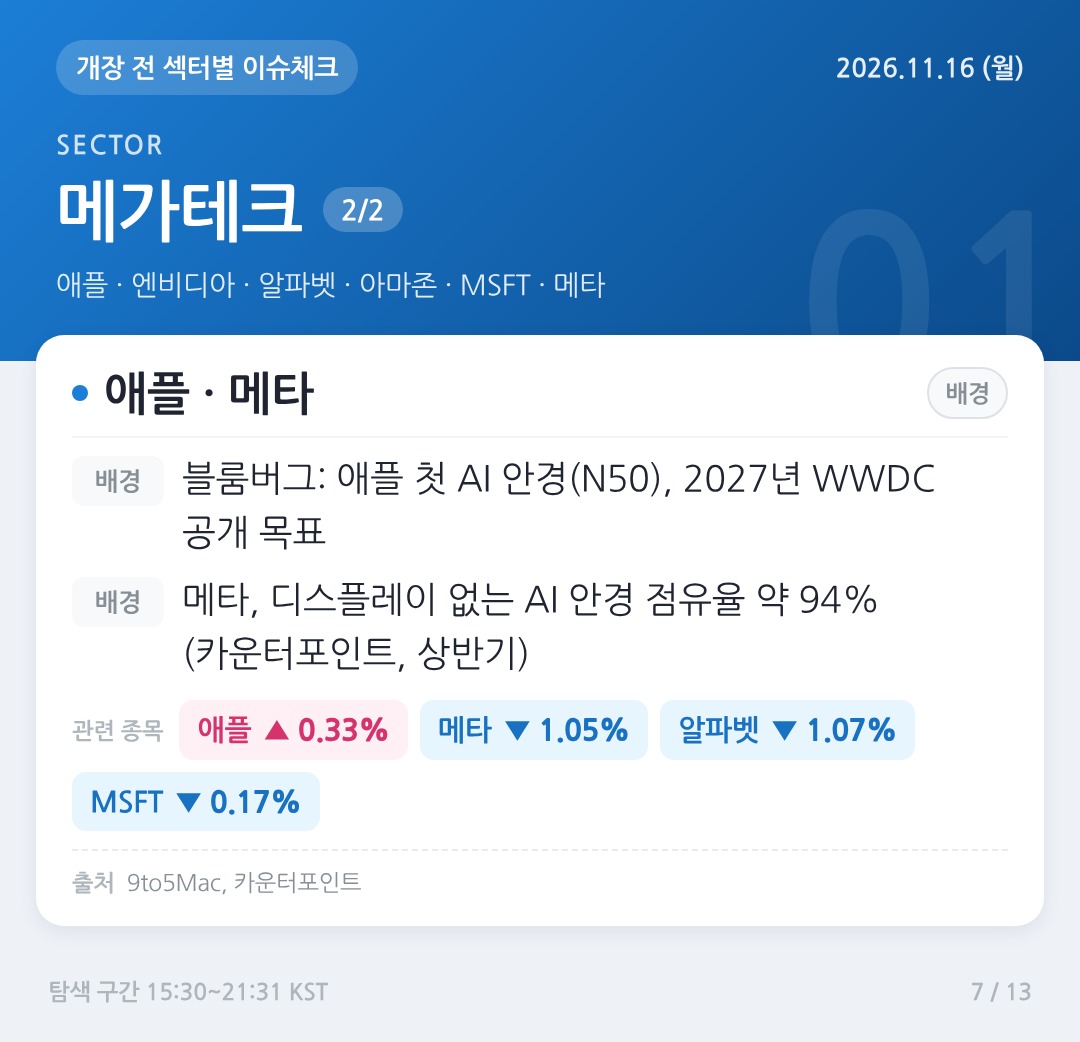 개장 전 섹터별 이슈체크
2026.11.16 (월)
SECTOR
메가테크 2/2
애플 · 엔비디아 · 알파벳 · 아마존 · MSFT · 메타
01
애플 · 메타
배경
배경 블룸버그: 애플 첫 AI 안경(N50), 2027년 WWDC
공개 목표
배경 메타, 디스플레이 없는 AI 안경 점유율 약 94%
(카운터포인트, 상반기)
관련 종목 애플 ▲ 0.33% 메타 ▼ 1.05% 알파벳 ▼ 1.07%
MSFT ▼ 0.17%
출처 9to5Mac, 카운터포인트
탐색 구간 15:30~21:31 KST
7 / 13